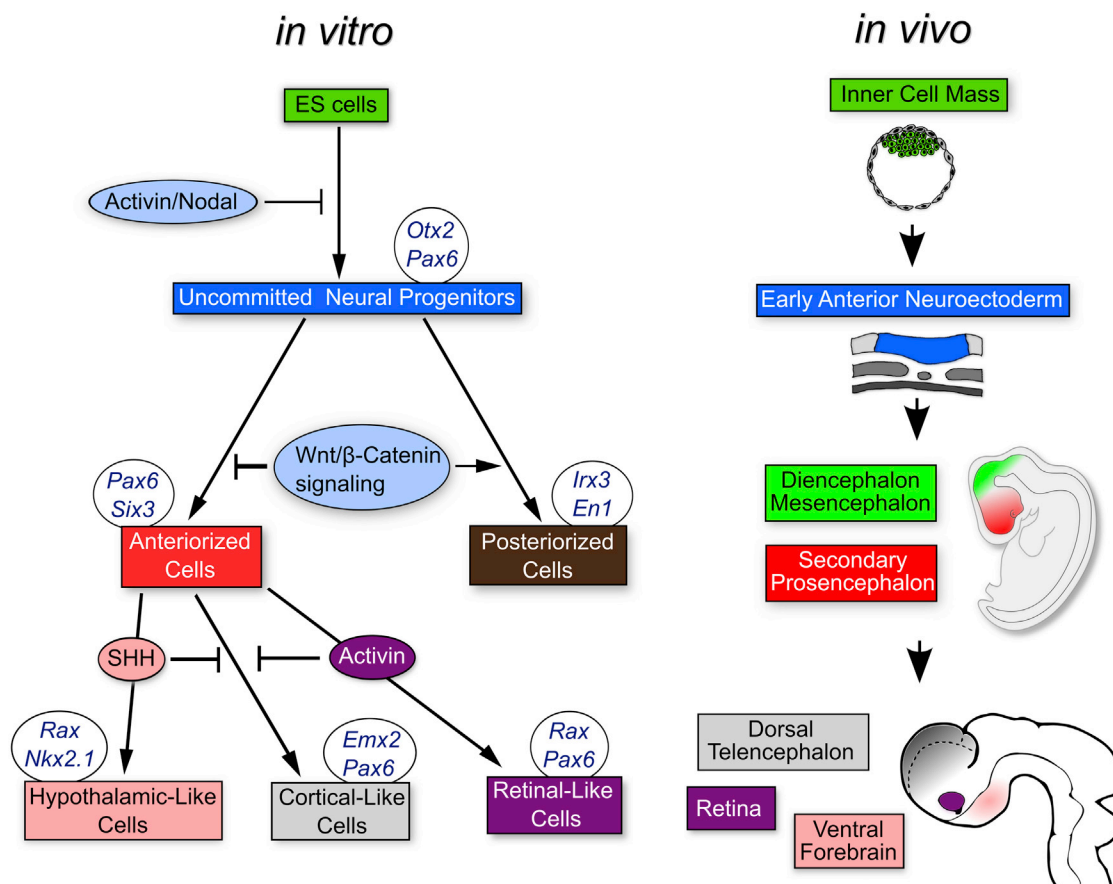 in vitro
ES cells
Activin/Nodal
Otx2
Pax6
Uncommitted Neural Progenitors
Wnt/β-Catenin
signaling
Pax6
Six3
Irx3
En1
Anteriorized
Cells
Posteriorized
Cells
SHH
Activin
Rax
Nkx2.1
Emx2
Pax6
Rax
Pax6
Hypothalamic-Like
Cells
Cortical-Like
Cells
Retinal-Like
Cells
in vivo
Inner Cell Mass
Early Anterior Neuroectoderm
Diencephalon
Mesencephalon
Secondary
Prosencephalon
Dorsal
Telencephalon
Retina
Ventral
Forebrain